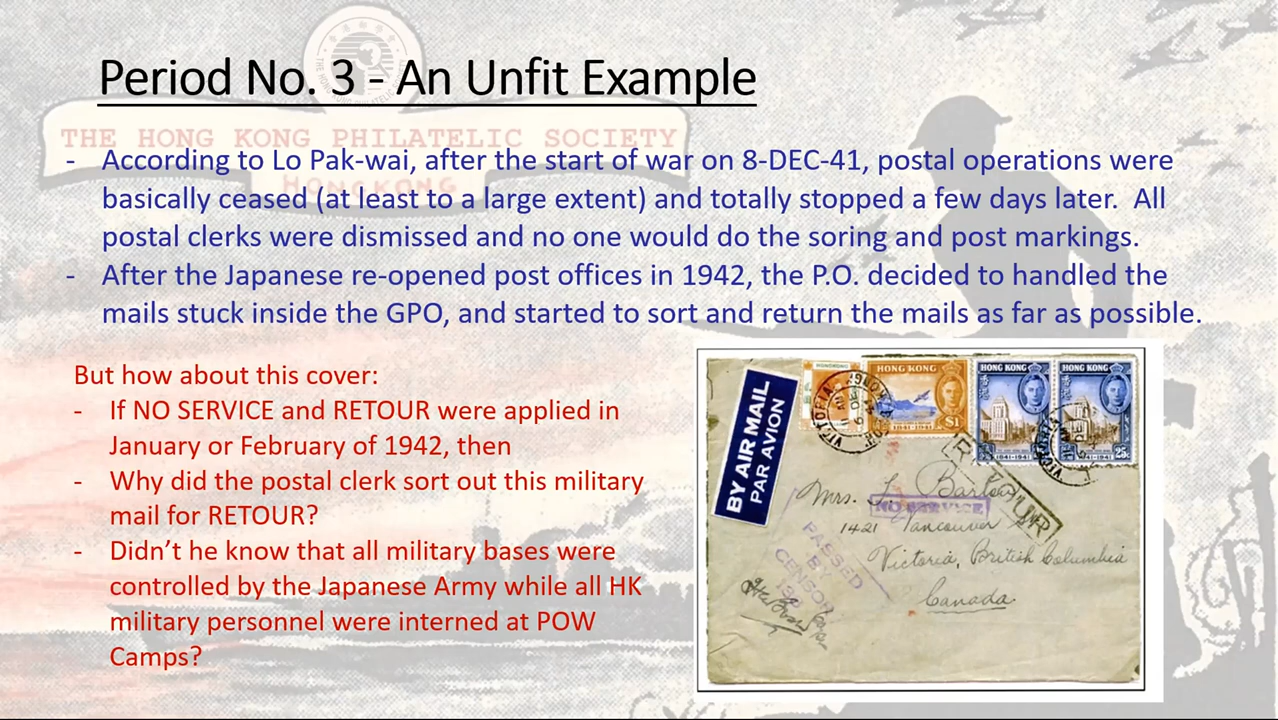 Period No. 3 - An Unfit Example
THE HONG KONG PHILATELIC SOCIETY
HONGKONG
- According to Lo Pak-wai, after the start of war on 8-DEC-41, postal operations were
basically ceased (at least to a large extent) and totally stopped a few days later. All
postal clerks were dismissed and no one would do the soring and post markings.
- After the Japanese re-opened post offices in 1942, the P.O. decided to handled the
mails stuck inside the GPO, and started to sort and return the mails as far as possible.
But how about this cover:
- If NO SERVICE and RETOUR were applied in
January or February of 1942, then
- Why did the postal clerk sort out this military
mail for RETOUR?
- Didn't he know that all military bases were
controlled by the Japanese Army while all HK
military personnel were interned at POW
Camps?
BY AIR MAIL
PAR AVION
HONG KONG
$1
1841-1941
HONG KONG
1841-1941
HONG KONG
1841-1941
25c
VICTORIA
Mrs.
NO SERVICE
1421 Vancouver
Victoria, British Columbia
Canada
PASSED
BY
CENSOR